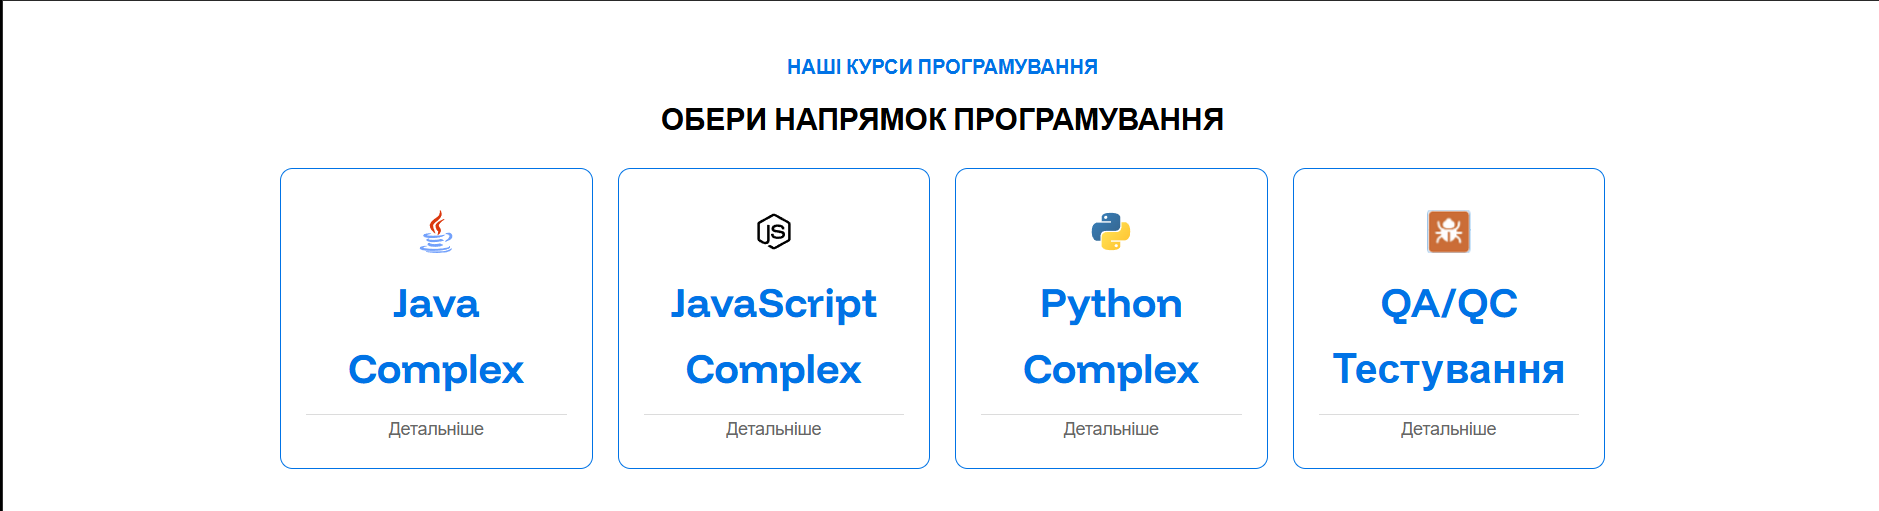 НАШІ КУРСИ ПРОГРАМУВАННЯ
ОБЕРИ НАПРЯМОК ПРОГРАМУВАННЯ
Java
Complex
Детальніше
JS
JavaScript
Complex
Детальніше
Python
Complex
Детальніше
QA/QC
Тестування
Детальніше